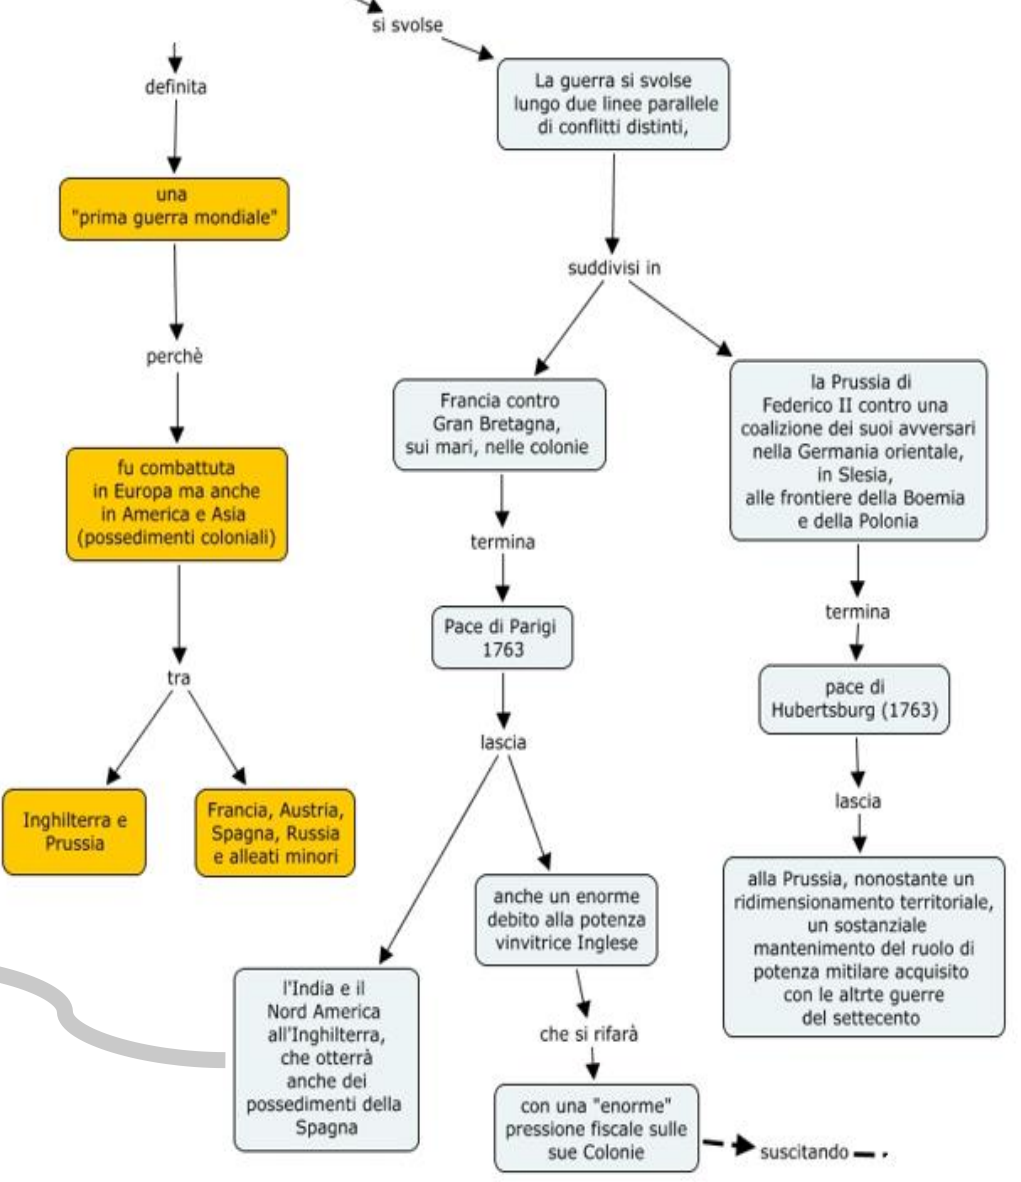 si svolse
definita
La guerra si svolse
lungo due linee parallele
di conflitti distinti,
una
"prima guerra mondiale"
suddivisi in
perchè
Francia contro
Gran Bretagna,
sui mari, nelle colonie
la Prussia di
Federico II contro una
coalizione dei suoi avversari
nella Germania orientale,
in Slesia,
alle frontiere della Boemia
e della Polonia
fu combattuta
in Europa ma anche
in America e Asia
(possedimenti coloniali)
termina
termina
Pace di Parigi
1763
tra
pace di
Hubertsburg (1763)
lascia
lascia
Inghilterra e
Prussia
Francia, Austria,
Spagna, Russia
e alleati minori
anche un enorme
debito alla potenza
vinvitrice Inglese
alla Prussia, nonostante un
ridimensionamento territoriale,
un sostanziale
mantenimento del ruolo di
potenza mitilare acquisito
con le altrte guerre
del settecento
l'India e il
Nord America
all'Inghilterra,
che otterrà
anche dei
possedimenti della
Spagna
che si rifarà
con una "enorme"
pressione fiscale sulle
sue Colonie
suscitando